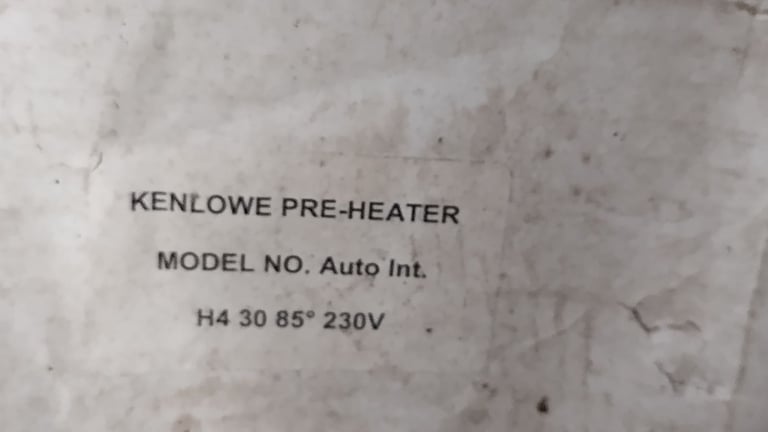 KENLOWE PRE-HEATER
MODEL NO. Auto Int.
H4 30 85° 230V